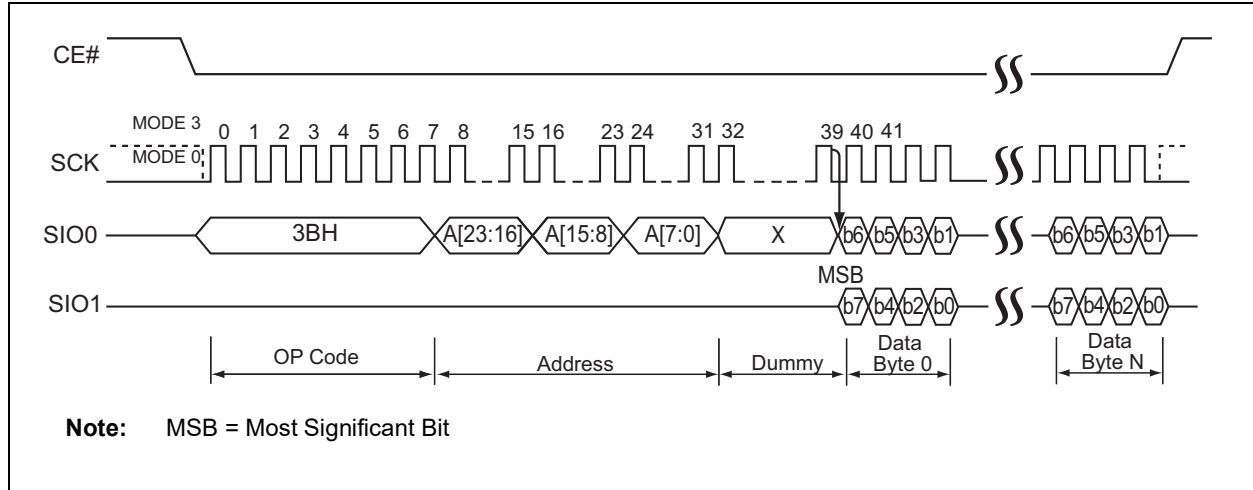 CE#
MODE 3
0 1 2 3 4 5 6 7 8 15 16 23 24 31 32 39 40 41
SCK MODE 0
SIO0 3BH A[23:16] A[15:8] A[7:0] X b6 b5 b3 b1 b6 b5 b3 b1
MSB
SIO1 b7 b4 b2 b0 b7 b4 b2 b0
OP Code Address Dummy Data Byte 0 Data Byte N
Note: MSB = Most Significant Bit